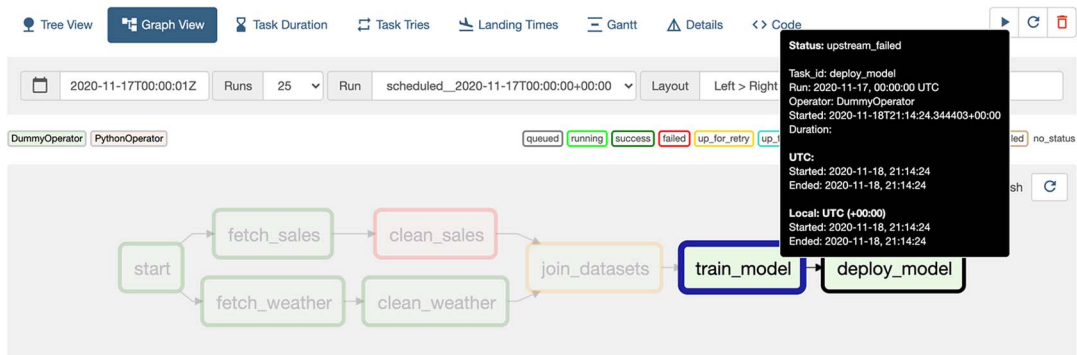 Tree View Graph View Task Duration Task Tries Landing Times Gantt Details <> Code
2020-11-17T00:00:01Z Runs 25 Run scheduled__2020-11-17T00:00:00+00:00 Layout Left > Right
Status: upstream_failed
Task_id: deploy_model
Run: 2020-11-17, 00:00:00 UTC
Operator: DummyOperator
Started: 2020-11-18T21:14:24.344403+00:00
Duration:
UTC:
Started: 2020-11-18, 21:14:24
Ended: 2020-11-18, 21:14:24
Local: UTC (+00:00)
Started: 2020-11-18, 21:14:24
Ended: 2020-11-18, 21:14:24
DummyOperator PythonOperator queued running success failed up_for_retry no_status
fetch_sales clean_sales
start join_datasets train_model deploy_model
fetch_weather clean_weather